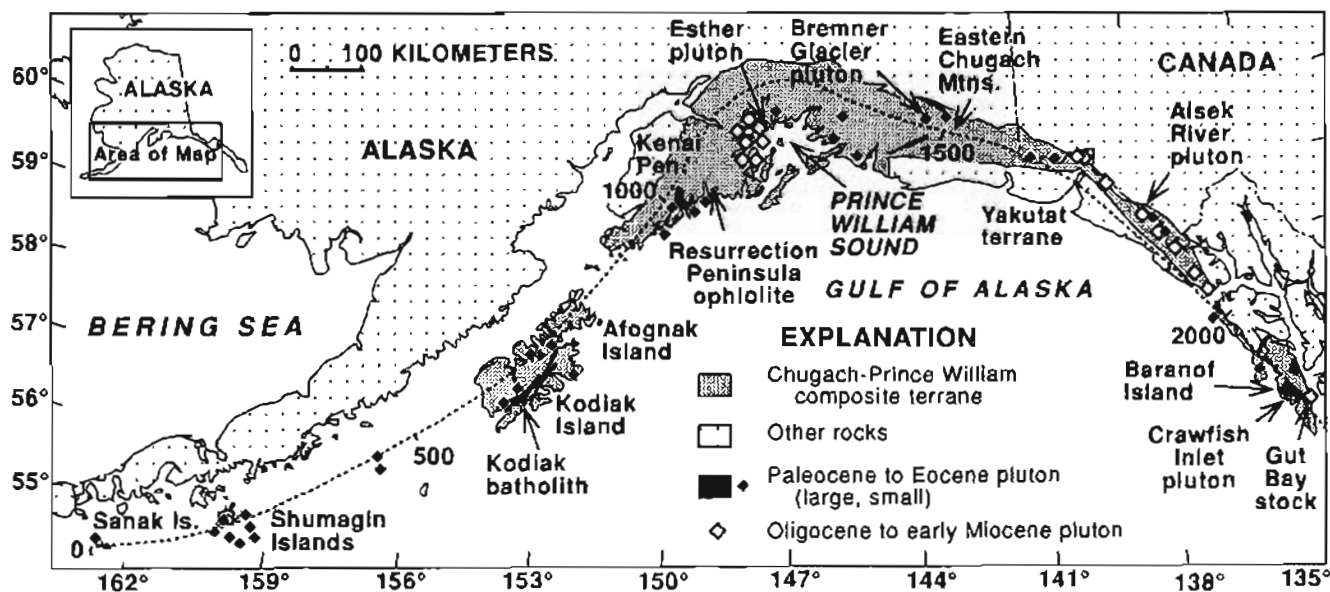 ALASKA
Area of Map
0 100 KILOMETERS
Esther
pluton
Bremner
Glacier
pluton
Eastern
Chugach
Mtns.
CANADA
Alsek
River
pluton
ALASKA
Kenai
Pen.
1000
1500
PRINCE
WILLIAM
SOUND
Yakutat
terrane
Resurrection
Peninsula
ophiolite
GULF OF ALASKA
BERING SEA
Afognak
Island
Kodiak
Island
Kodiak
batholith
500
2000
Baranof
Island
Crawfish
Inlet
pluton
Gut
Bay
stock
Sanak Is.
0
Shumagin
Islands
EXPLANATION
Chugach-Prince William
composite terrane
Other rocks
Paleocene to Eocene pluton
(large, small)
Oligocene to early Miocene pluton
60°
59°
58°
57°
56°
55°
162°
159°
156°
153°
150°
147°
144°
141°
138°
135°